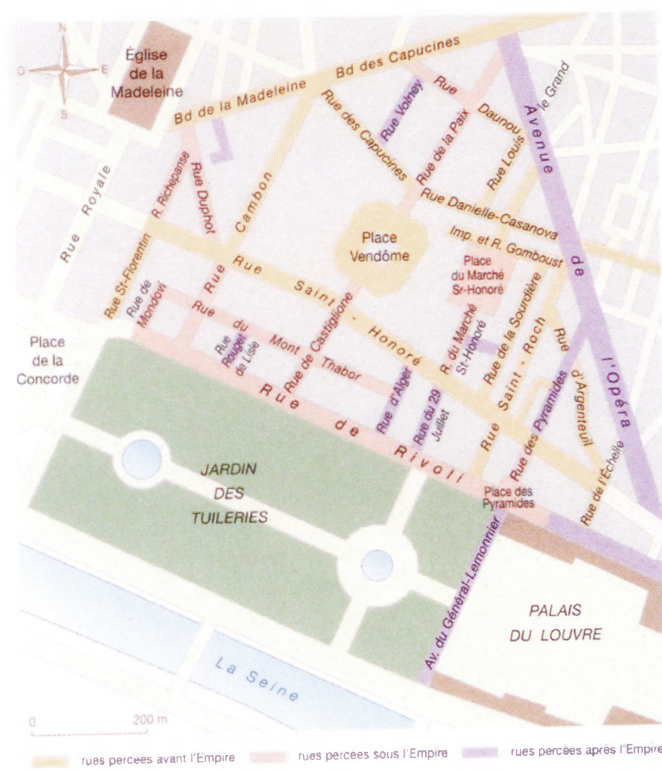 N
O
E
S
Église
de la
Madeleine
Bd de la Madeleine
Bd des Capucines
Rue Royale
R. Richepanse
Rue Duphot
Rue Cambon
Rue des Capucines
Rue Volney
Rue de la Paix
Rue Daunou
Rue Louis le Grand
Avenue de l'Opéra
Rue Danielle-Casanova
Imp. et R. Gomboust
Place
Vendôme
Place
du Marché
St-Honoré
Rue St-Florentin
Rue de
Mondovi
Rue Saint-Honoré
Rue du Mont Thabor
Rue
Rouget
de Lisle
Rue de Castiglione
Rue d'Alger
Rue du 29
Juillet
R. du Marché
St-Honoré
Rue de la Sourdière
Rue Saint-Roch
Rue des Pyramides
Rue d'Argenteuil
Rue de l'Échelle
Rue de Rivoli
Place
de la
Concorde
JARDIN
DES
TUILERIES
Place des
Pyramides
Av. du Général-Lemonnier
PALAIS
DU LOUVRE
La Seine
0
200 m
rues percées avant l'Empire
rues percées sous l'Empire
rues percées après l'Empire